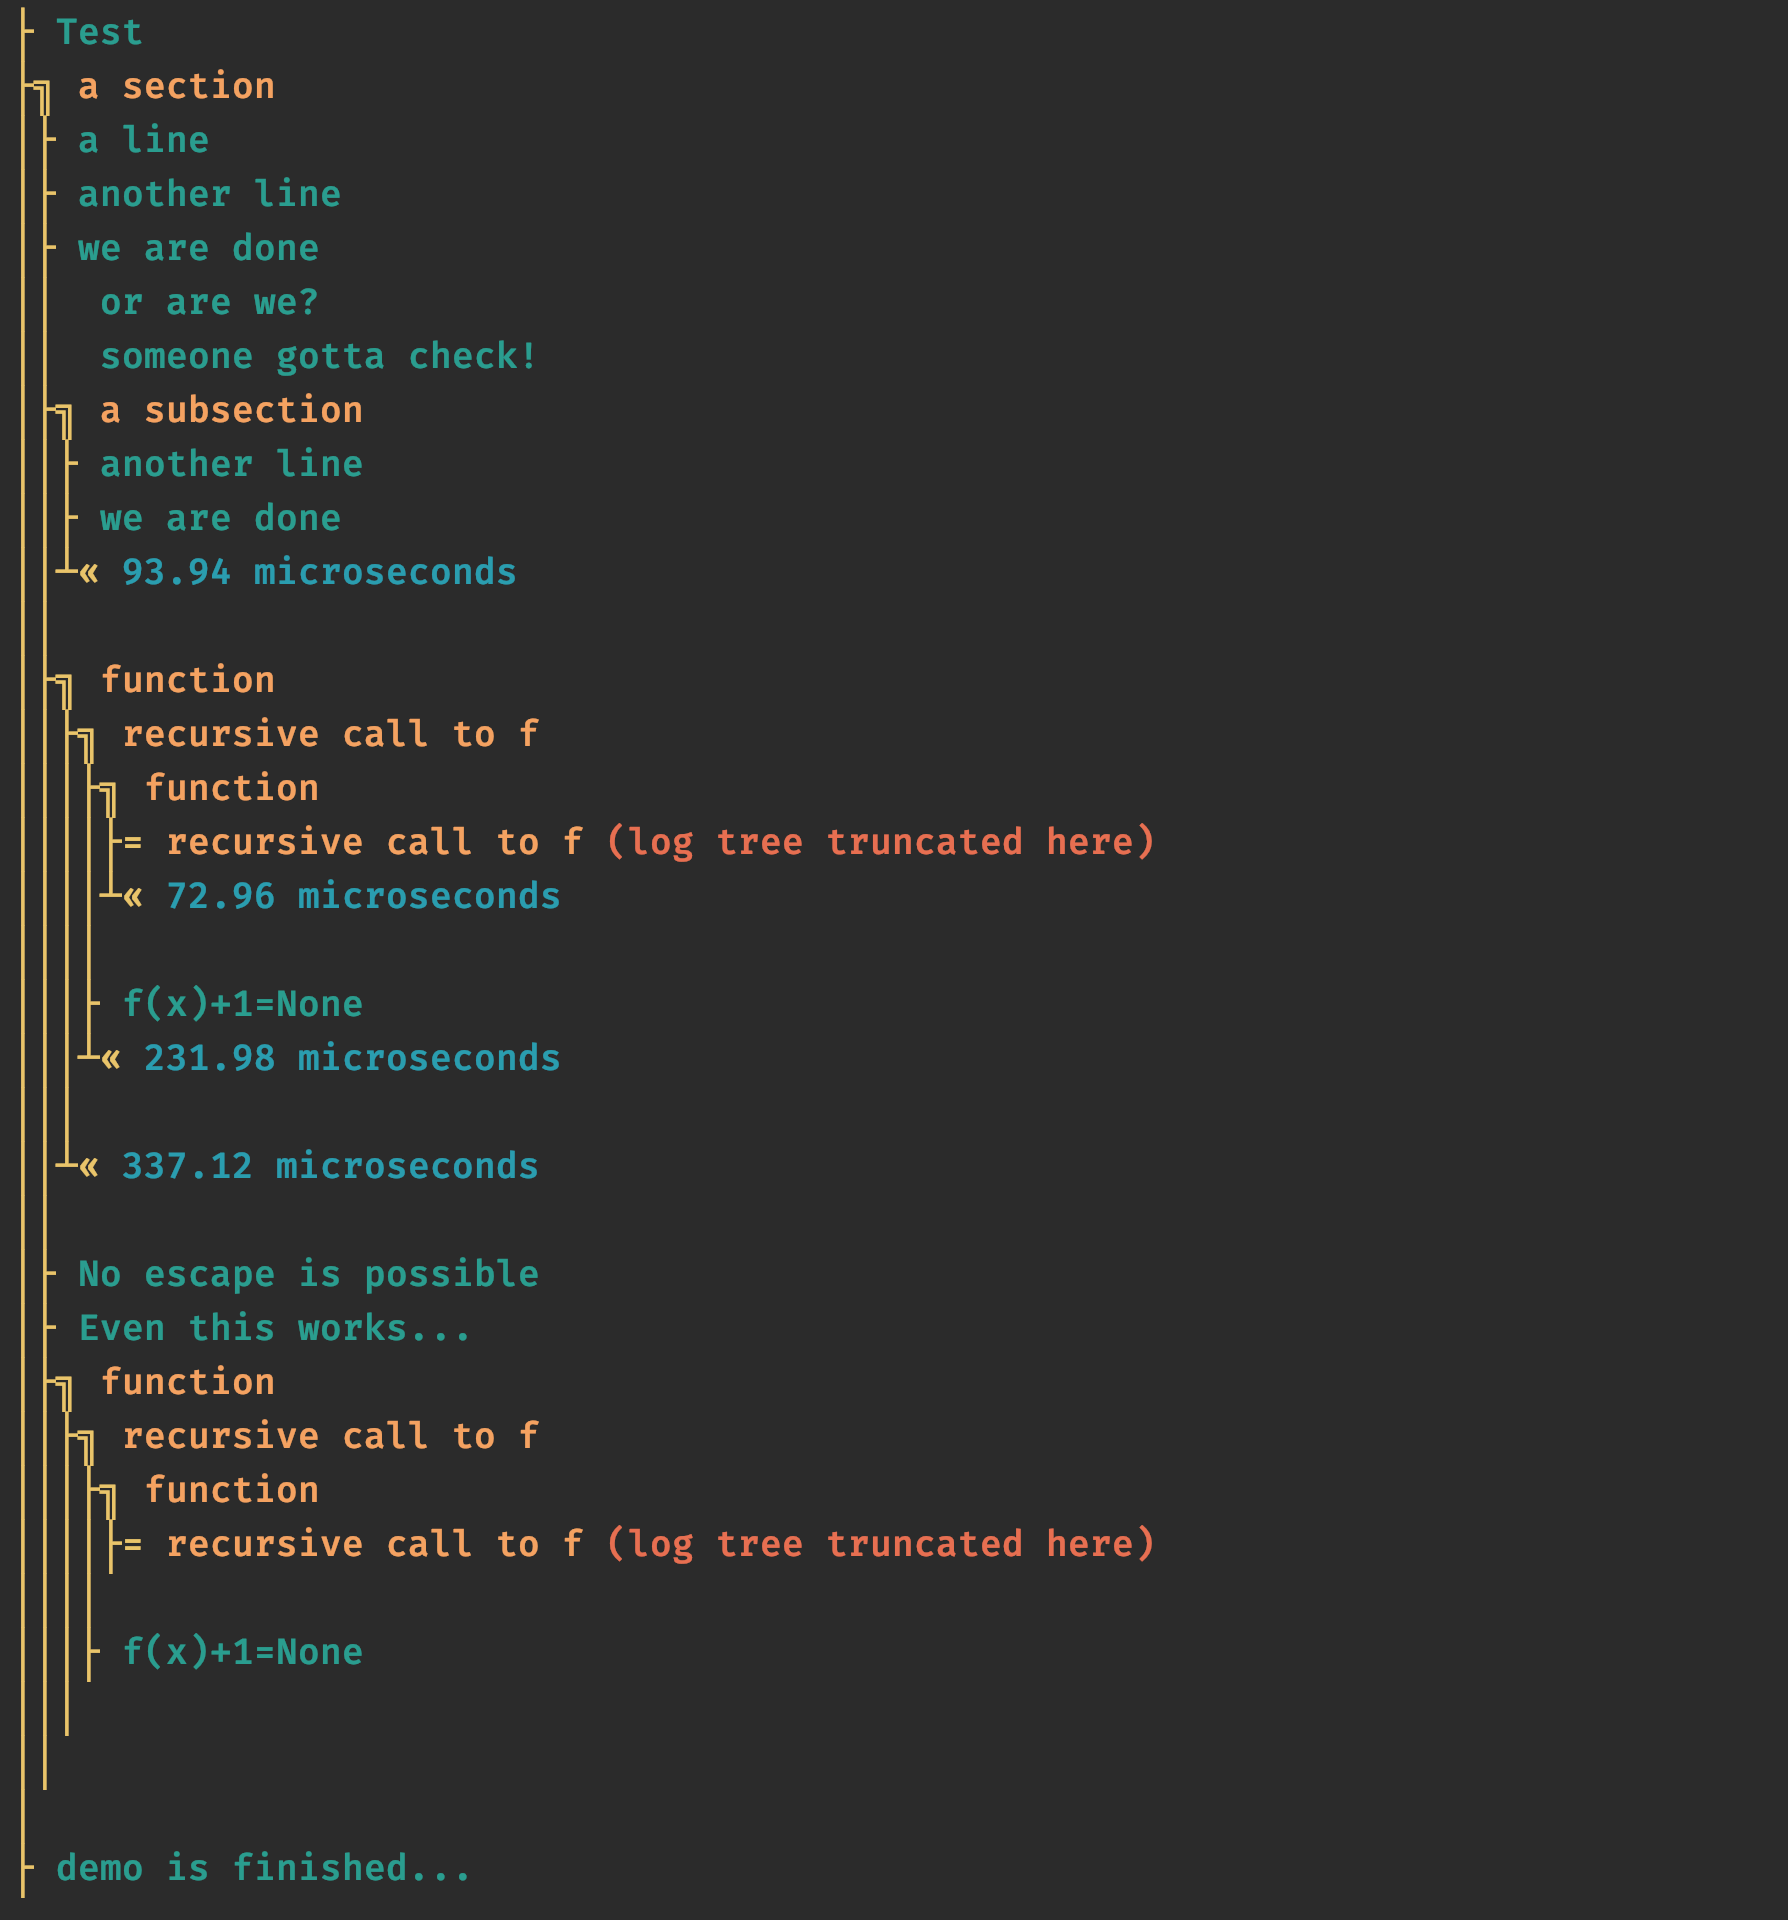 ├ Test
├╗ a section
│├ a line
│├ another line
│├ we are done
││ or are we?
││ someone gotta check!
│├╗ a subsection
││├ another line
││├ we are done
││┴« 93.94 microseconds
│├╗ function
││├╗ recursive call to f
│││├╗ function
││││├= recursive call to f (log tree truncated here)
││││┴« 72.96 microseconds
│││├ f(x)+1=None
│││┴« 231.98 microseconds
││┴« 337.12 microseconds
│├ No escape is possible
│├ Even this works...
│├╗ function
││├╗ recursive call to f
│││├╗ function
││││├= recursive call to f (log tree truncated here)
│││├ f(x)+1=None
├ demo is finished...